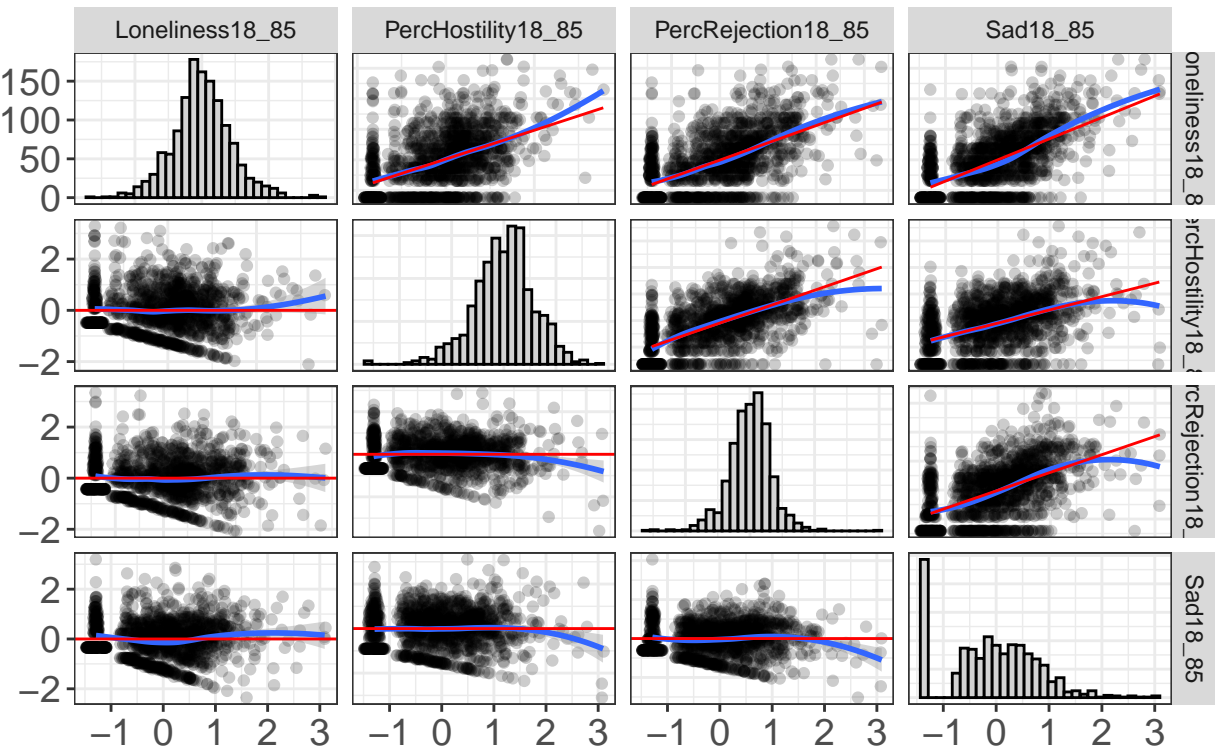 Loneliness18_85 PercHostility18_85 PercRejection18_85 Sad18_85
150
100
50
0
oneliness18_8
2
0
−2
ercHostility18_8
2
0
−2
rcRejection18_
2
0
−2
Sad18_85
−1 0 1 2 3 −1 0 1 2 3 −1 0 1 2 3 −1 0 1 2 3